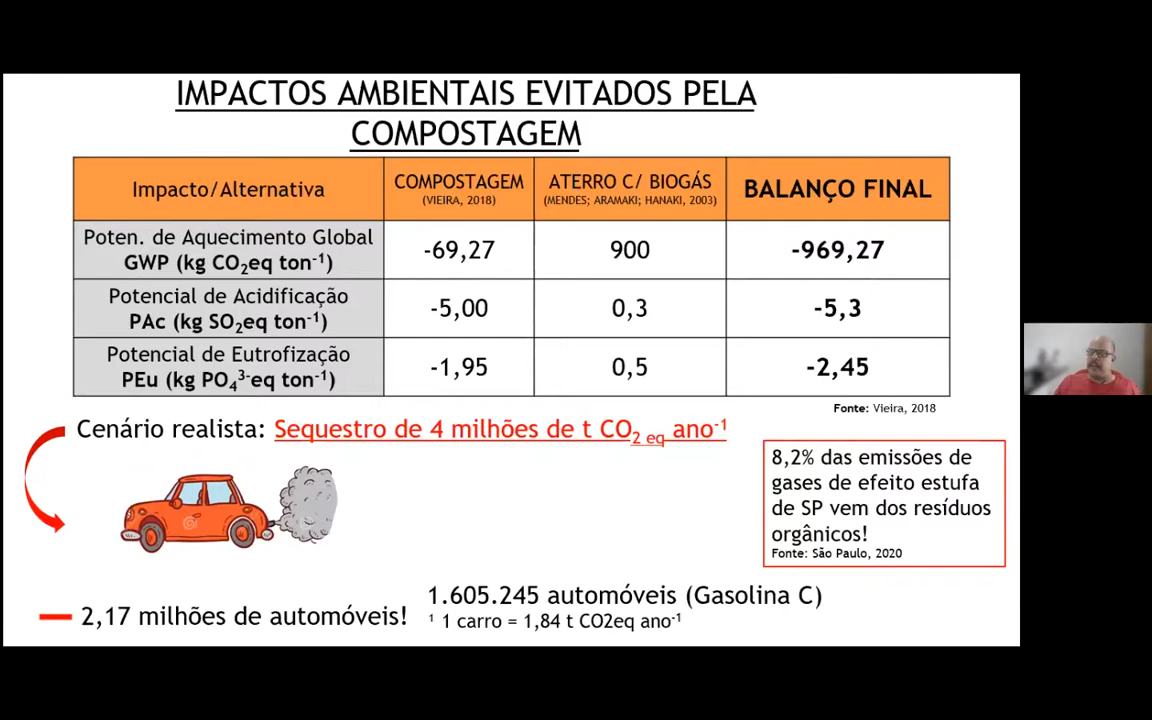 IMPACTOS AMBIENTAIS EVITADOS PELA
COMPOSTAGEM
Impacto/Alternativa
COMPOSTAGEM
(VIEIRA, 2018)
ATERRO C/ BIOGÁS
(MENDES; ARAMAKI; HANAKI, 2003)
BALANÇO FINAL
Poten. de Aquecimento Global
GWP (kg CO₂eq ton⁻¹)
-69,27
900
-969,27
Potencial de Acidificação
PAc (kg SO₂eq ton⁻¹)
-5,00
0,3
-5,3
Potencial de Eutrofização
PEu (kg PO₄³⁻eq ton⁻¹)
-1,95
0,5
-2,45
Fonte: Vieira, 2018
Cenário realista: Sequestro de 4 milhões de t CO₂ eq ano⁻¹
8,2% das emissões de
gases de efeito estufa
de SP vem dos resíduos
orgânicos!
Fonte: São Paulo, 2020
1.605.245 automóveis (Gasolina C)
¹ 1 carro = 1,84 t CO2eq ano⁻¹
2,17 milhões de automóveis!